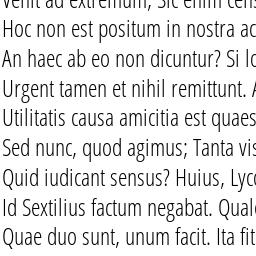 Venit ad extremum; Sic enim cens
Hoc non est positum in nostra ac
An haec ab eo non dicuntur? Si lo
Urgent tamen et nihil remittunt. A
Utilitatis causa amicitia est quaes
Sed nunc, quod agimus; Tanta vis
Quid iudicant sensus? Huius, Lyco
Id Sextilius factum negabat. Qual
Quae duo sunt, unum facit. Ita fit